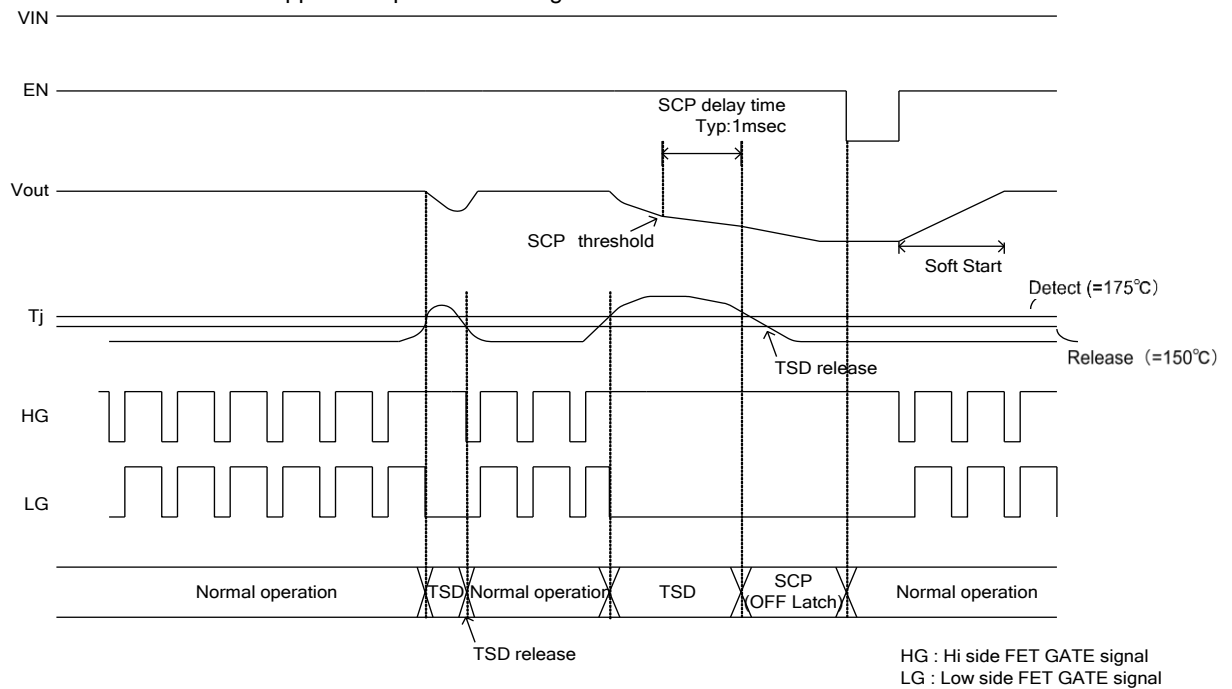 VIN
EN
SCP delay time
Typ:1msec
Vout
SCP threshold
Soft Start
Detect (=175℃)
Tj
TSD release
Release (=150℃)
HG
LG
Normal operation
TSD
Normal operation
TSD
SCP
(OFF Latch)
Normal operation
TSD release
HG : Hi side FET GATE signal
LG : Low side FET GATE signal